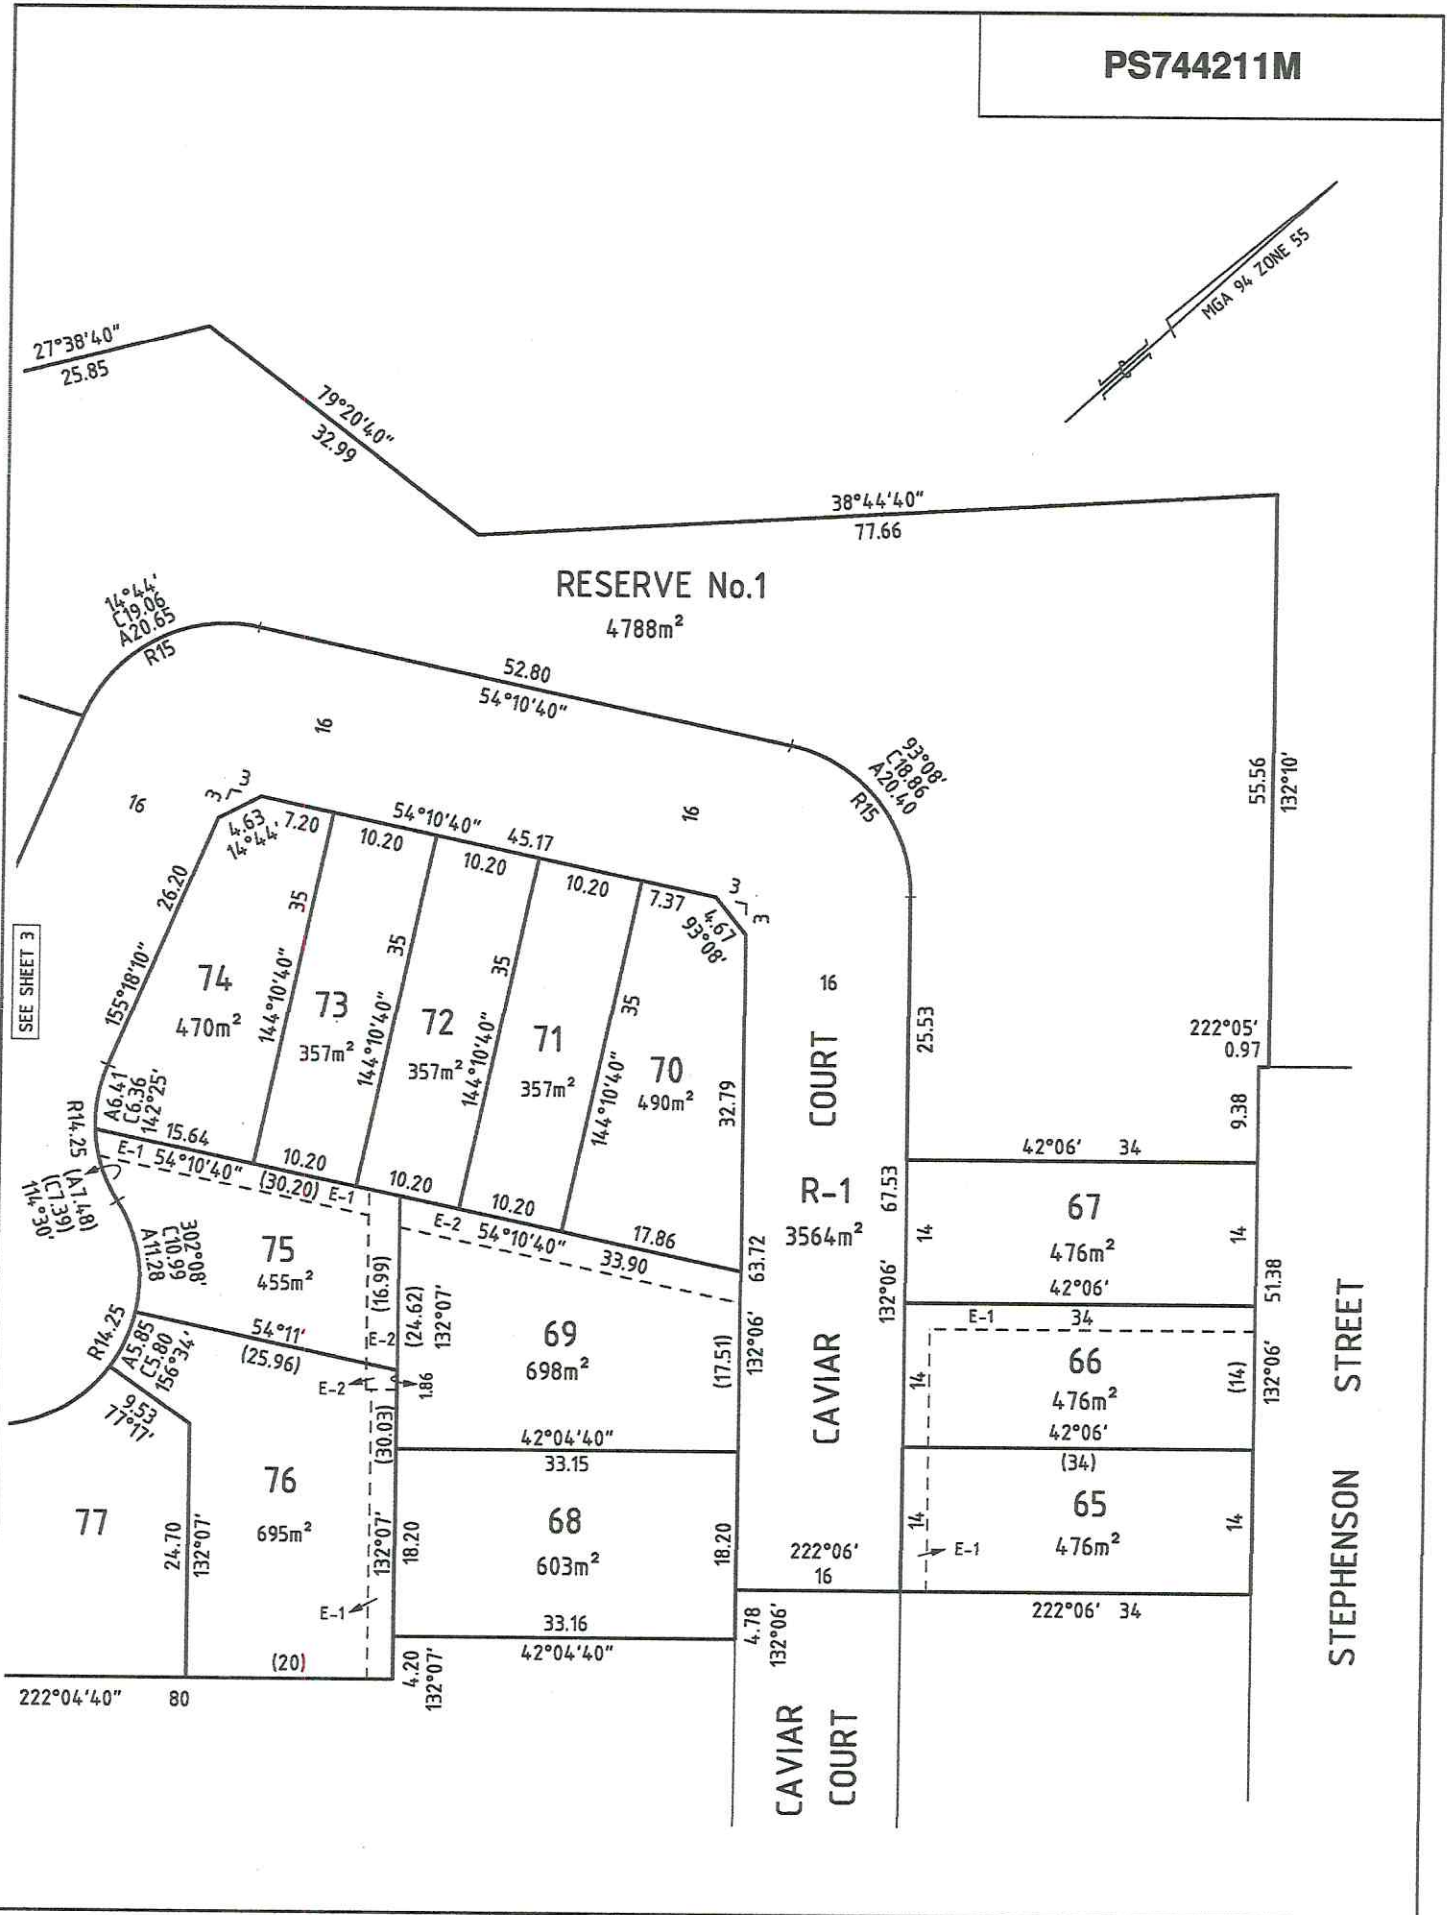 PS744211M
MGA 94 ZONE 55
27°38'40"
25.85
79°20'40"
32.99
38°44'40"
77.66
RESERVE No.1
4788m²
14°44'
C19.06
A20.65
R15
52.80
54°10'40"
16
16
16
93°08'
C18.86
A20.40
R15
55.56
132°10'
3
3
4.63
14°44'
7.20
54°10'40"
45.17
10.20
10.20
10.20
7.37
3
3
4.67
93°08'
26.20
155°18'10"
SEE SHEET 3
35
144°10'40"
35
144°10'40"
35
144°10'40"
35
144°10'40"
74
470m²
73
357m²
72
357m²
71
357m²
70
490m²
32.79
16
CAVIAR COURT
R-1
3564m²
25.53
222°05'
0.97
9.38
R14.25
A6.41
C6.36
142°25'
15.64
E-1
54°10'40"
10.20
(30.20)
E-1
10.20
10.20
E-2
54°10'40"
17.86
33.90
(A7.48)
(C7.39)
114°30'
302°08'
C10.99
A11.28
75
455m²
(16.99)
(24.62)
132°07'
63.72
132°06'
67.53
132°06'
42°06' 34
67
476m²
14
14
42°06'
E-1
34
51.38
132°06'
66
476m²
14
(14)
42°06'
(34)
65
476m²
14
14
E-1
222°06' 34
STEPHENSON STREET
R14.25
A5.85
C5.80
156°34'
54°11'
(25.96)
E-2
E-2
1.86
69
698m²
(17.51)
9.53
77°17'
(30.03)
42°04'40"
33.15
76
695m²
77
24.70
132°07'
132°07'
18.20
68
603m²
18.20
222°06'
16
E-1
33.16
42°04'40"
4.78
132°06'
(20)
4.20
132°07'
222°04'40" 80
CAVIAR
COURT